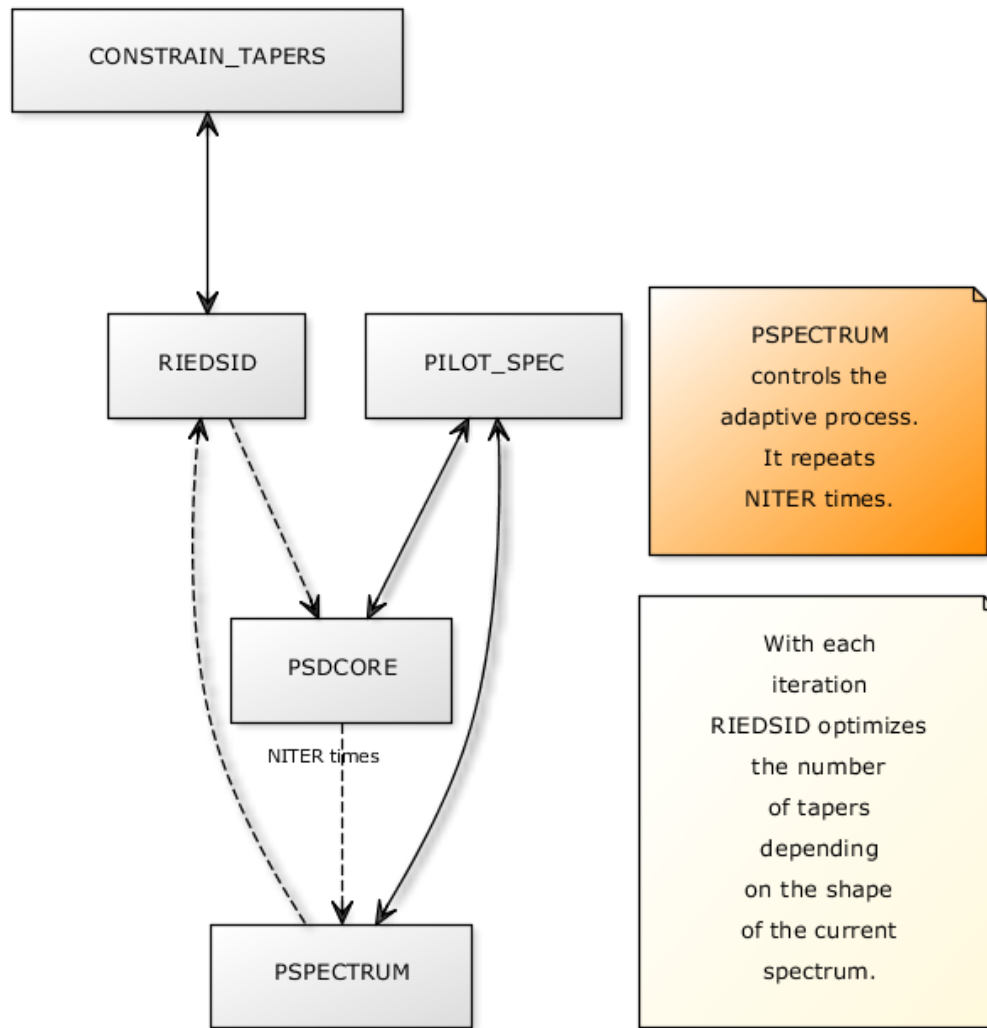 CONSTRAIN_TAPERS
RIEDSID
PILOT_SPEC
PSPECTRUM
controls the
adaptive process.
It repeats
NITER times.
PSDCORE
NITER times
With each
iteration
RIEDSID optimizes
the number
of tapers
depending
on the shape
of the current
spectrum.
PSPECTRUM